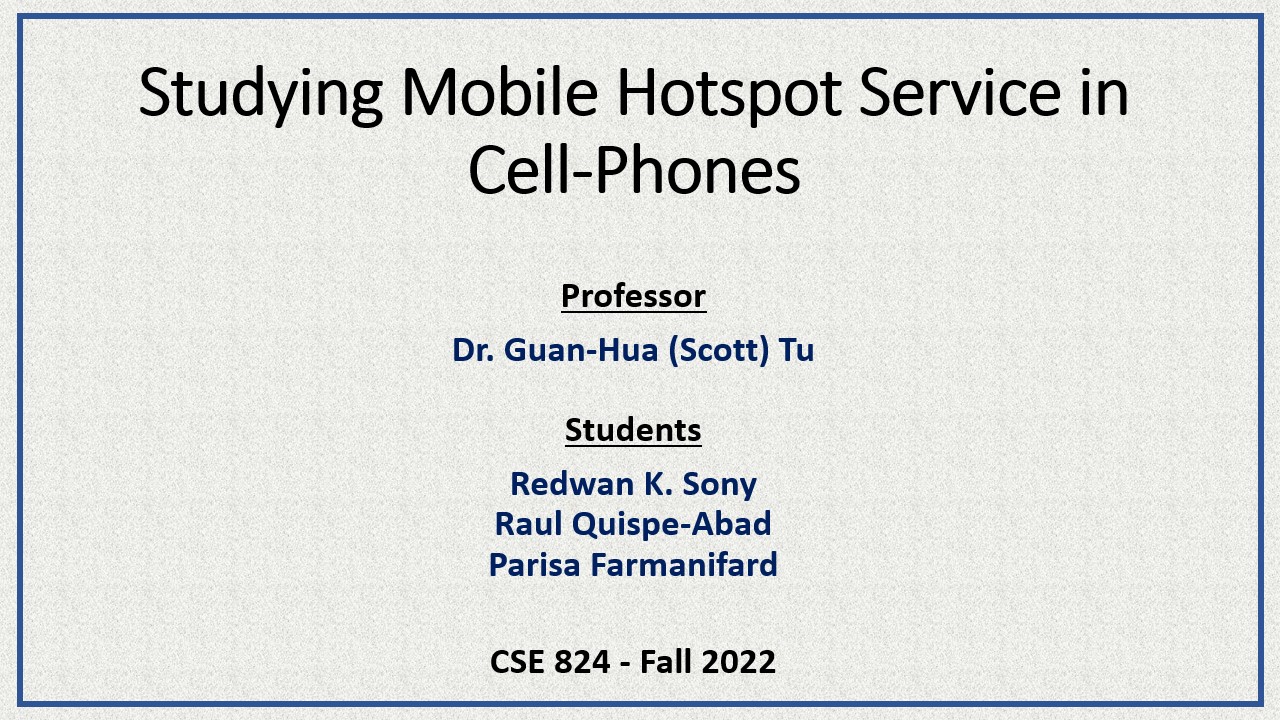 Studying Mobile Hotspot Service in
Cell-Phones
Professor
Dr. Guan-Hua (Scott) Tu
Students
Redwan K. Sony
Raul Quispe-Abad
Parisa Farmanifard
CSE 824 - Fall 2022